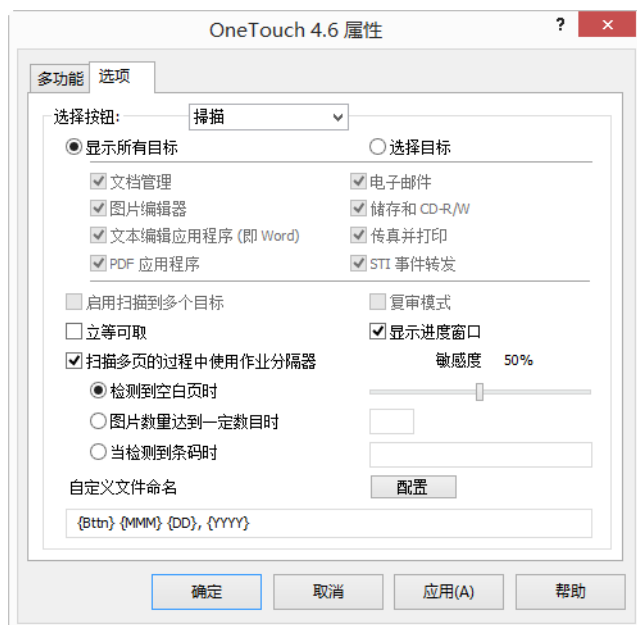 OneTouch 4.6 属性
多功能 选项
选择按钮: 掃描
显示所有目标 选择目标
文档管理 电子邮件
图片编辑器 储存和 CD-R/W
文本编辑应用程序 (即 Word) 传真并打印
PDF 应用程序 STI 事件转发
启用扫描到多个目标 复审模式
立等可取 显示进度窗口
扫描多页的过程中使用作业分隔器 敏感度 50%
检测到空白页时
图片数量达到一定数目时
当检测到条码时
自定义文件命名 配置
{Bttn} {MMM} {DD}, {YYYY}
确定 取消 应用(A) 帮助